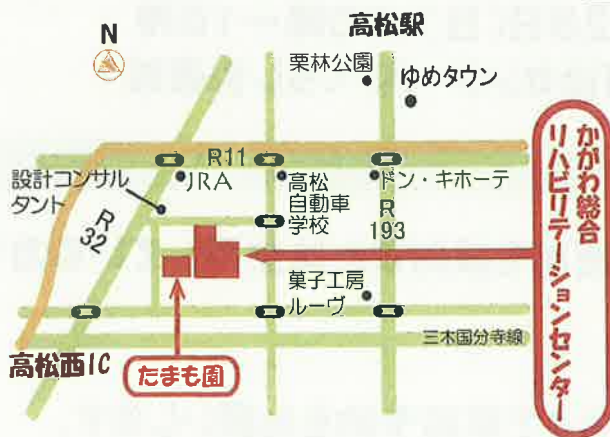 高松駅
N
栗林公園
ゆめタウン
R11
設計コンサル
タント
JRA
高松
自動車
学校
ドン・キホーテ
R
32
R
193
かがわ総合
リハビリテーションセンター
菓子工房
ルーヴ
三木国分寺線
高松西IC
たまも園